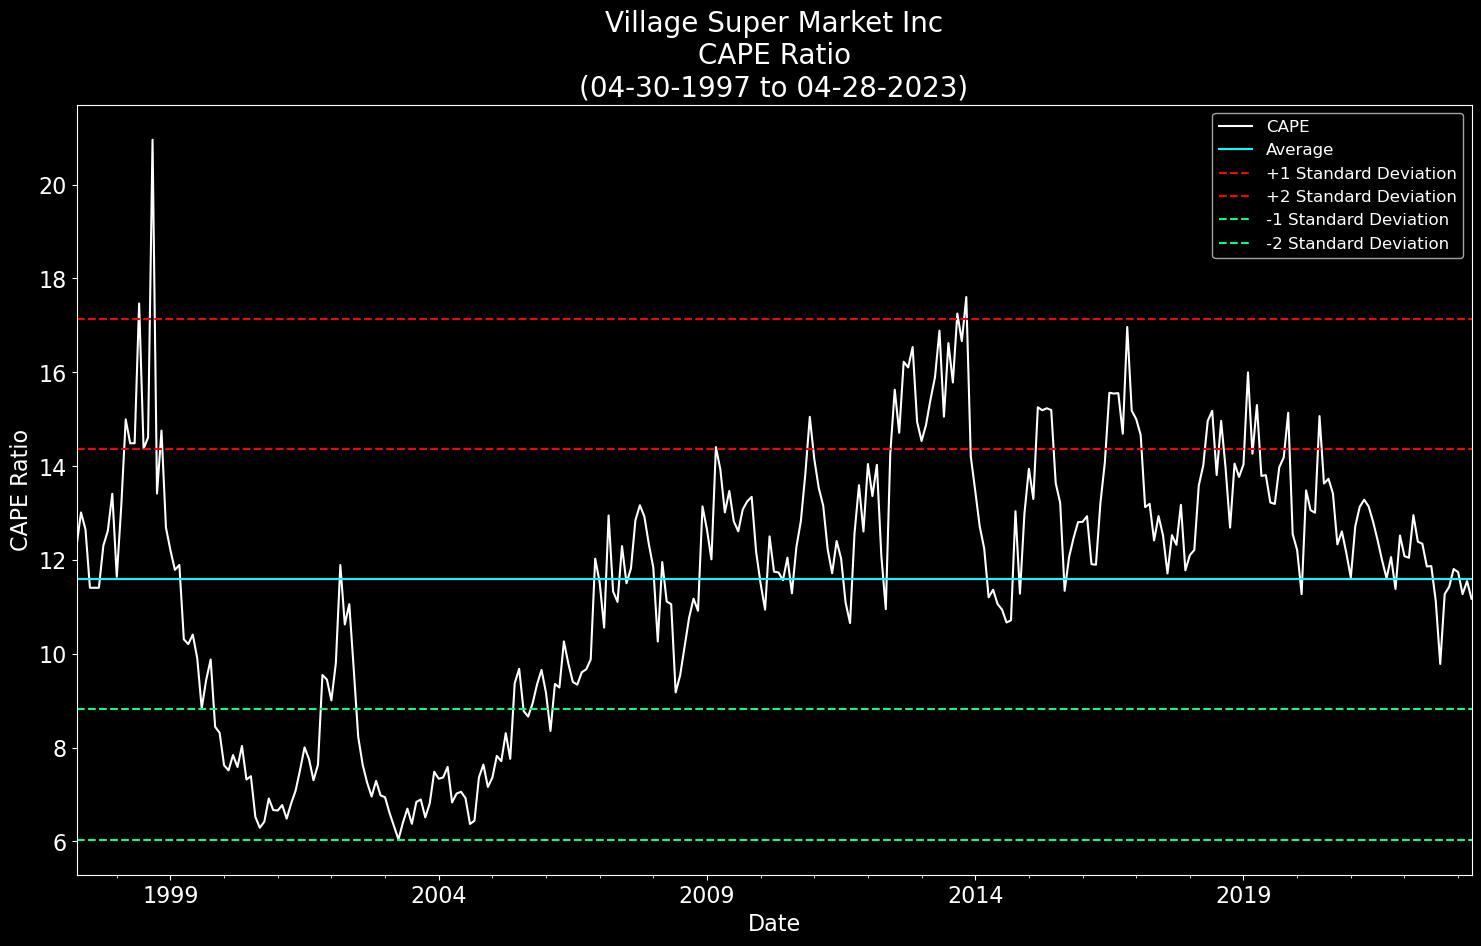 Village Super Market Inc
CAPE Ratio
(04-30-1997 to 04-28-2023)
CAPE
Average
+1 Standard Deviation
+2 Standard Deviation
-1 Standard Deviation
-2 Standard Deviation
CAPE Ratio
20
18
16
14
12
10
8
6
1999
2004
2009
2014
2019
Date